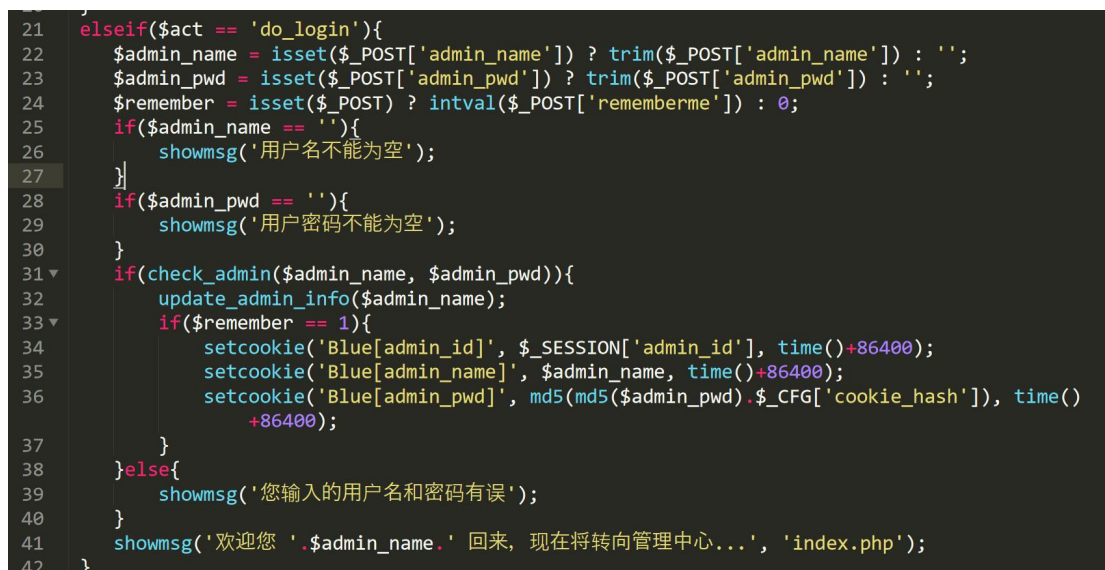 21 elseif($act == 'do_login'){
22 $admin_name = isset($_POST['admin_name']) ? trim($_POST['admin_name']) : '';
23 $admin_pwd = isset($_POST['admin_pwd']) ? trim($_POST['admin_pwd']) : '';
24 $remember = isset($_POST) ? intval($_POST['rememberme']) : 0;
25 if($admin_name == ''){
26 showmsg('用户名不能为空');
27 }
28 if($admin_pwd == ''){
29 showmsg('用户密码不能为空');
30 }
31 if(check_admin($admin_name, $admin_pwd)){
32 update_admin_info($admin_name);
33 if($remember == 1){
34 setcookie('Blue[admin_id]', $_SESSION['admin_id'], time()+86400);
35 setcookie('Blue[admin_name]', $admin_name, time()+86400);
36 setcookie('Blue[admin_pwd]', md5(md5($admin_pwd).$_CFG['cookie_hash']), time()
+86400);
37 }
38 }else{
39 showmsg('您输入的用户名和密码有误');
40 }
41 showmsg('欢迎您 '.$admin_name.' 回来，现在将转向管理中心...', 'index.php');
42 }